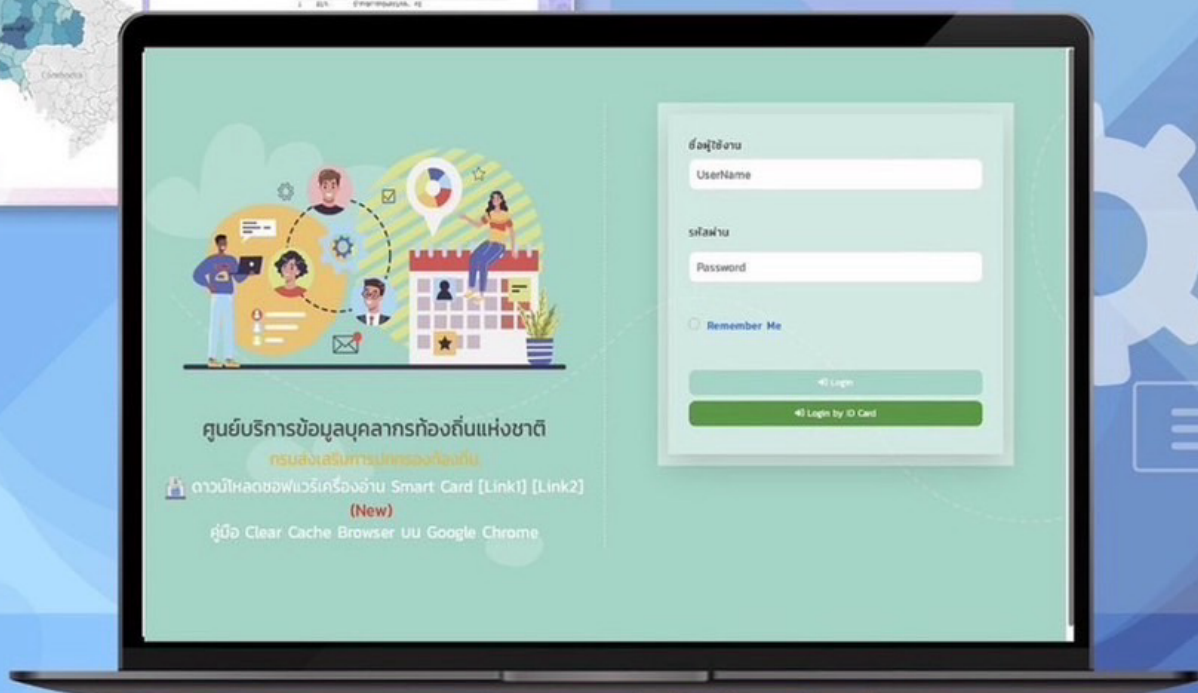 Cambodia
ชื่อผู้ใช้งาน
UserName
รหัสผ่าน
Password
Remember Me
Login
Login by ID Card
ศูนย์บริการข้อมูลบุคลากรท้องถิ่นแห่งชาติ
กรมส่งเสริมการปกครองท้องถิ่น
ดาวน์โหลดซอฟแวร์เครื่องอ่าน Smart Card [Link1] [Link2]
(New)
คู่มือ Clear Cache Browser บน Google Chrome